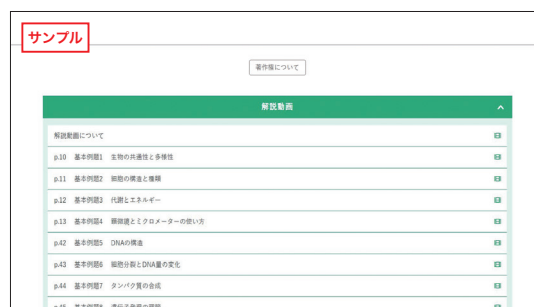 サンプル
著作権について
解説動画
解説動画について
p.10 基本例題1 生物の共通性と多様性
p.11 基本例題2 細胞の構造と種類
p.12 基本例題3 代謝とエネルギー
p.13 基本例題4 顕微鏡とミクロメーターの使い方
p.42 基本例題5 DNAの構造
p.43 基本例題6 細胞分裂とDNA量の変化
p.44 基本例題7 タンパク質の合成